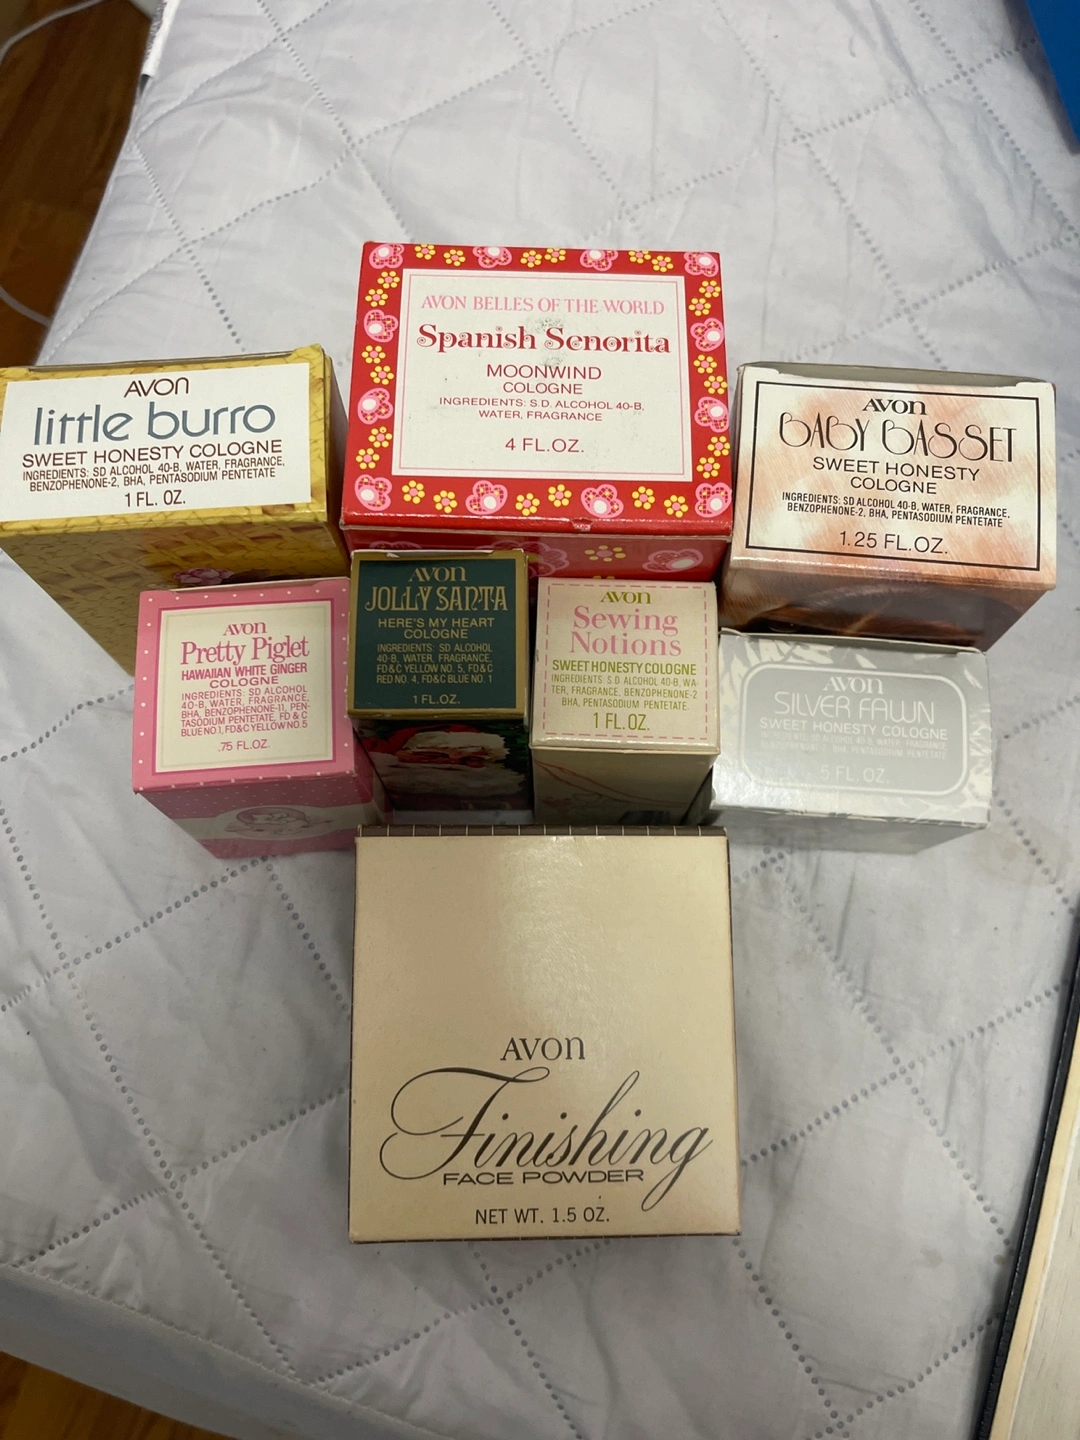 AVON BELLES OF THE WORLD
Spanish Senorita
MOONWIND
COLOGNE
INGREDIENTS: S.D. ALCOHOL 40-B,
WATER, FRAGRANCE
4 FL.OZ.
AVON
little burro
SWEET HONESTY COLOGNE
INGREDIENTS: SD ALCOHOL 40-B, WATER, FRAGRANCE,
BENZOPHENONE-2, BHA, PENTASODIUM PENTETATE
1 FL. OZ.
AVON
BABY BASSET
SWEET HONESTY
COLOGNE
INGREDIENTS: SD ALCOHOL 40-B, WATER, FRAGRANCE,
BENZOPHENONE-2, BHA, PENTASODIUM PENTETATE
1.25 FL.OZ.
AVON
Pretty Piglet
HAWAIIAN WHITE GINGER
COLOGNE
INGREDIENTS: SD ALCOHOL
40-B, WATER, FRAGRANCE,
BHA, BENZOPHENONE-11, PEN-
TASODIUM PENTETATE, FD & C
BLUE NO.1, FD&C YELLOW NO.5
.75 FL.OZ.
AVON
JOLLY SANTA
HERE'S MY HEART
COLOGNE
INGREDIENTS: SD ALCOHOL
40-B, WATER, FRAGRANCE,
FD&C YELLOW NO. 5, FD&C
RED NO. 4, FD&C BLUE NO. 1
1 FL.OZ.
AVON
Sewing
Notions
SWEET HONESTY COLOGNE
INGREDIENTS: S.D. ALCOHOL 40-B, WA-
TER, FRAGRANCE, BENZOPHENONE-2
BHA, PENTASODIUM PENTETATE.
1 FL.OZ.
AVON
SILVER FAWN
SWEET HONESTY COLOGNE
.5 FL.OZ.
AVON
Finishing
FACE POWDER
NET WT. 1.5 OZ.